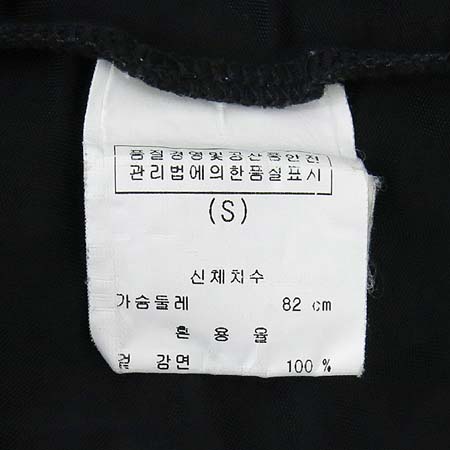 품질경영및공산품안전
관리법에의한품질표시
(S)
신체치수
가슴둘레 82 cm
혼 용 율
겉 감면 100 %